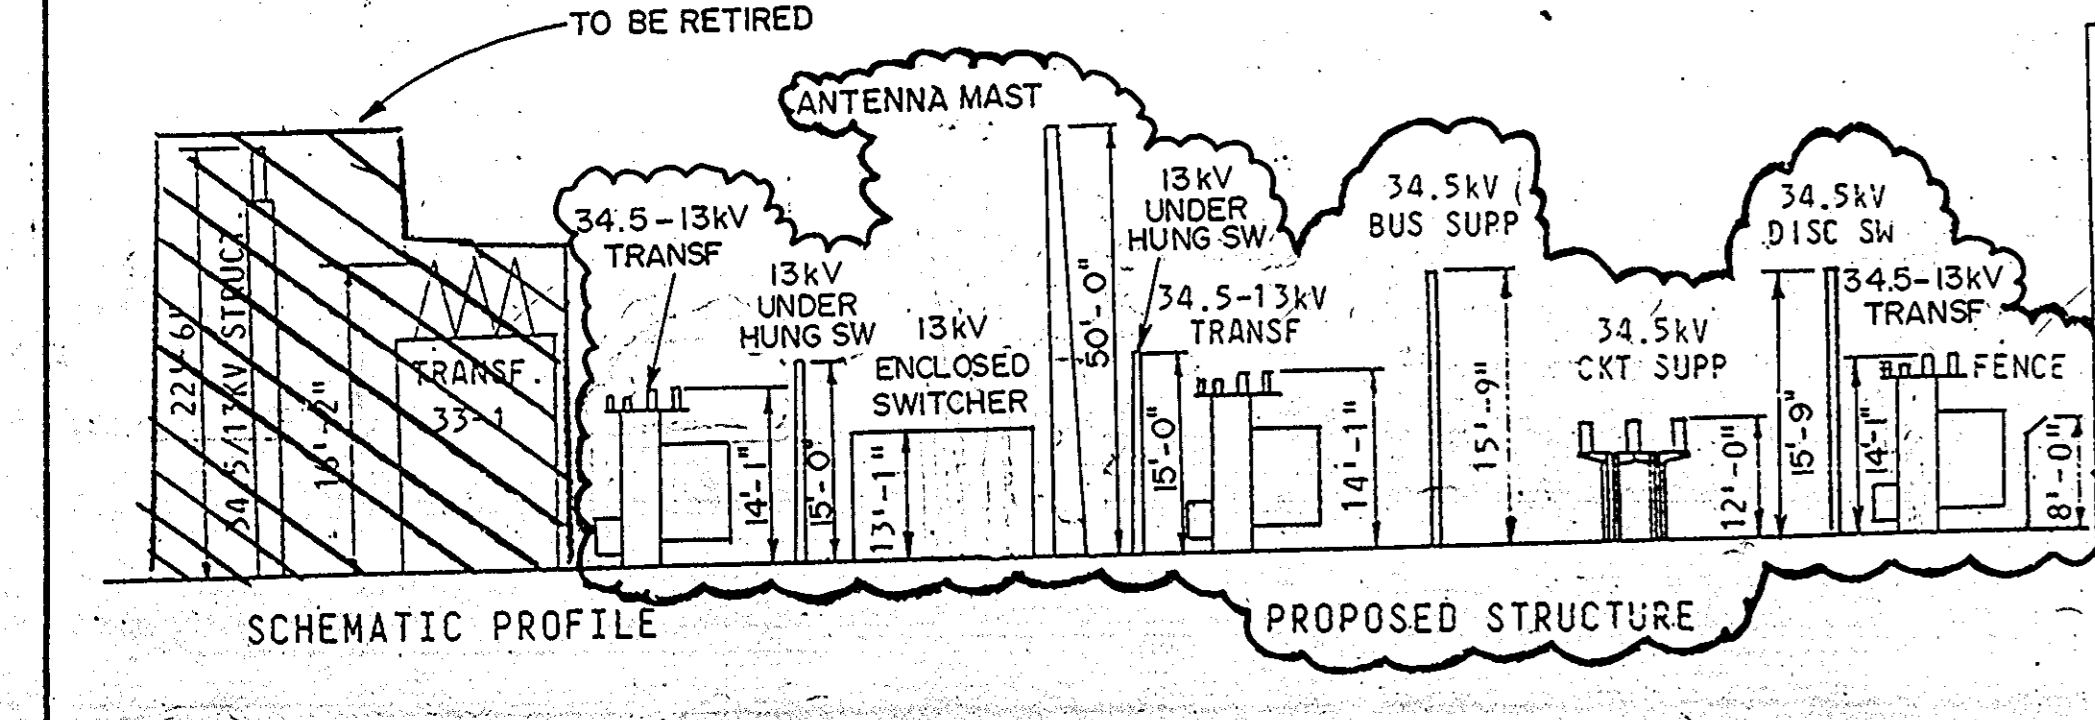 TO BE RETIRED
ANTENNA MAST
34.5-13kV
TRANSF
13kV
UNDER
HUNG SW
13kV
ENCLOSED
SWITCHER
13kV
UNDER
HUNG SW
34.5-13kV
TRANSF
34.5kV
BUS SUPP
34.5kV
CKT SUPP
34.5kV
DISC SW
34.5-13kV
TRANSF
FENCE
22'-6"
34.5/13KV STRUCT.
16'-2"
TRANSF.
33-1
14'-1"
15'-0"
13'-1"
50'-0"
15'-0"
14'-1"
15'-9"
12'-0"
15'-9"
14'-1"
8'-0"
SCHEMATIC PROFILE
PROPOSED STRUCTURE